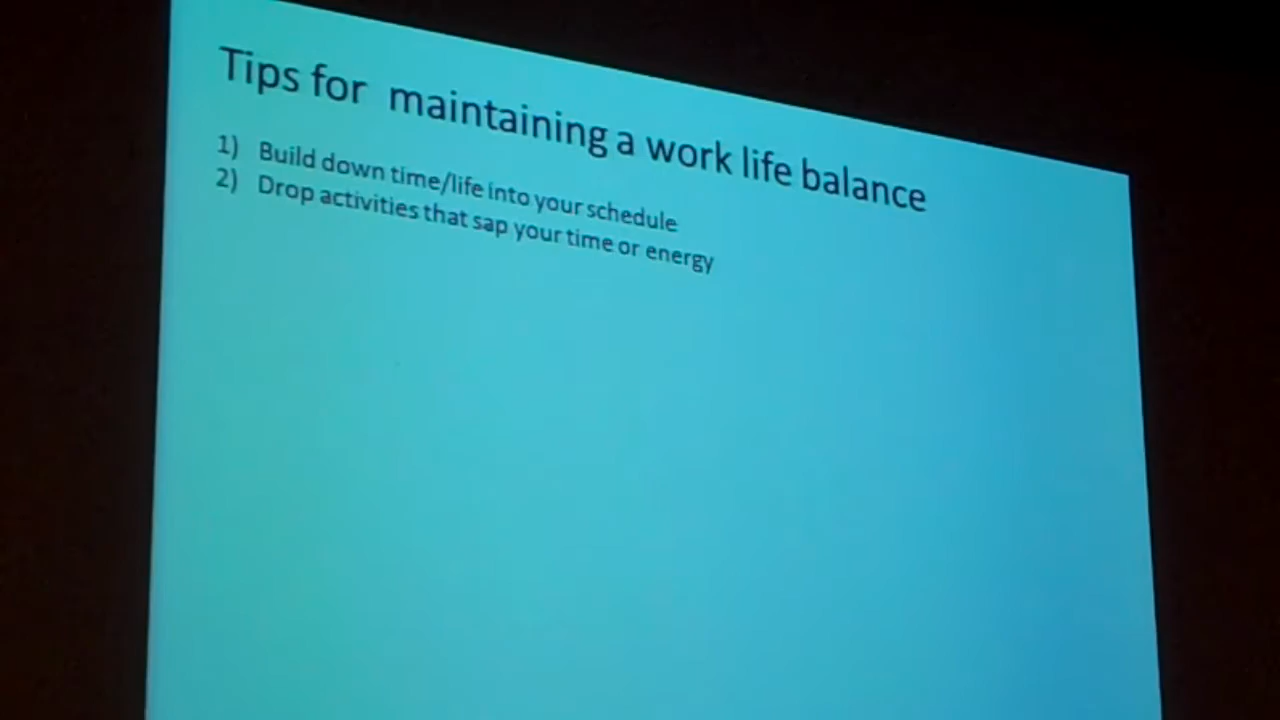 Tips for maintaining a work life balance
1) Build down time/life into your schedule
2) Drop activities that sap your time or energy